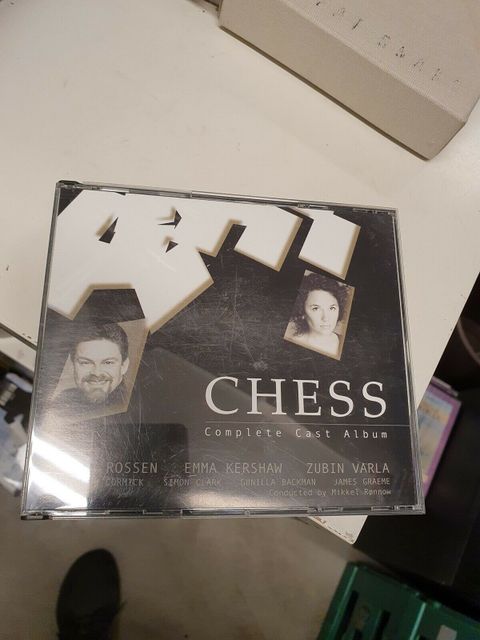 CHESS
Complete Cast Album
ROSSEN EMMA KERSHAW ZUBIN VARLA
CORMICK SIMON CLARK GUNILLA BACKMAN JAMES GRAEME
Conducted by Mikkel Rønnow